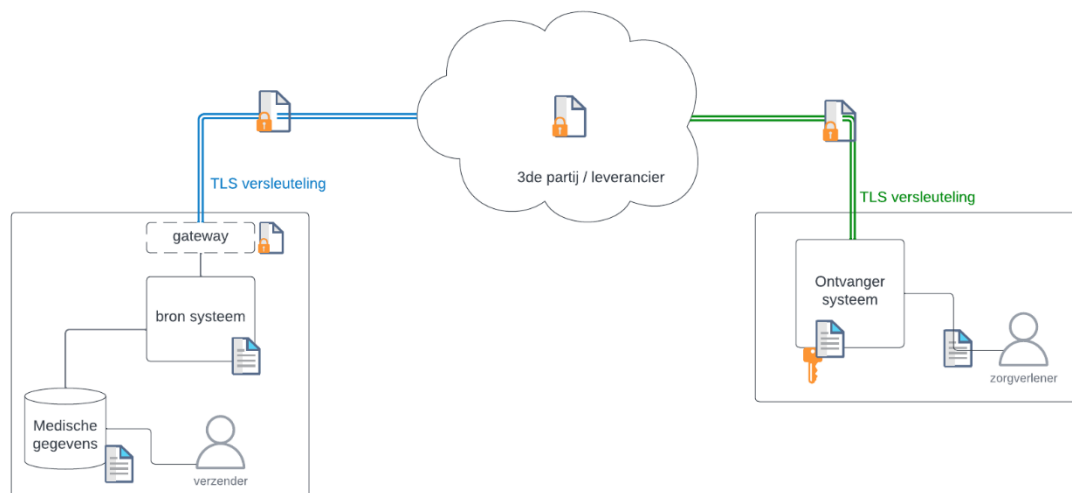 3de partij / leverancier
TLS versleuteling
TLS versleuteling
gateway
bron systeem
Ontvanger
systeem
zorgverlener
Medische
gegevens
verzender